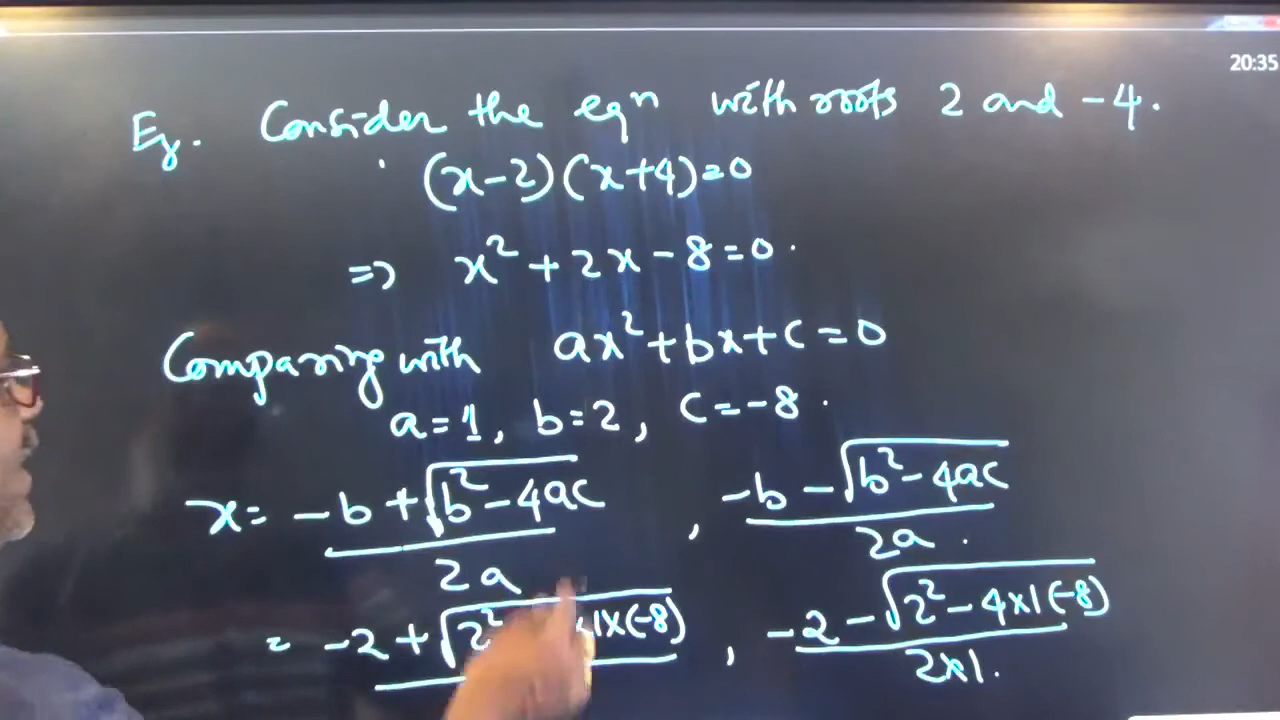 20:35
Eg. Consider the eqn with roots 2 and -4.
(x-2)(x+4)=0
=> x² + 2x - 8 = 0.
Comparing with ax²+bx+c=0
a=1, b=2, c=-8.
x = (-b + √(b²-4ac))/2a , (-b - √(b²-4ac))/2a.
= -2 + √(2² 1×(-8)) , (-2 - √(2² - 4×1(-8)))/2×1.